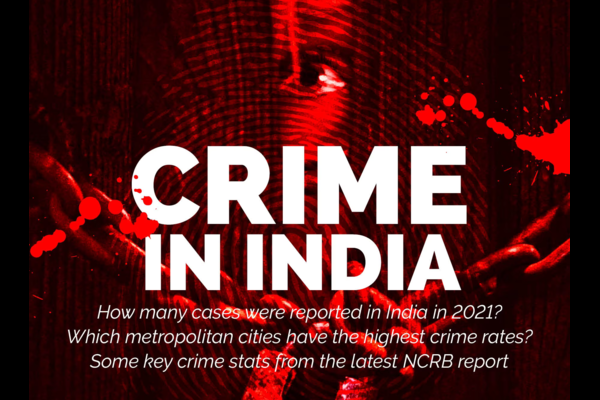 CRIME
IN INDIA
How many cases were reported in India in 2021?
Which metropolitan cities have the highest crime rates?
Some key crime stats from the latest NCRB report